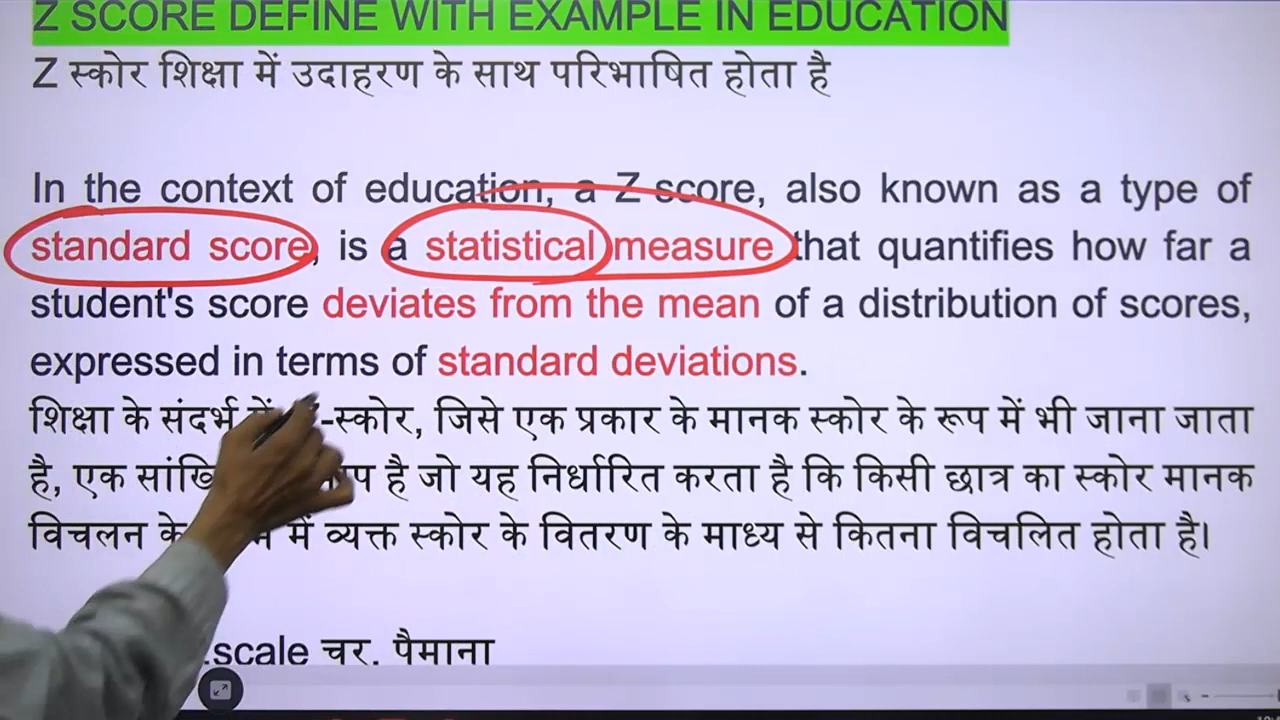 Z SCORE DEFINE WITH EXAMPLE IN EDUCATION
Z स्कोर शिक्षा में उदाहरण के साथ परिभाषित होता है
In the context of education, a Z score, also known as a type of
standard score, is a statistical measure that quantifies how far a
student's score deviates from the mean of a distribution of scores,
expressed in terms of standard deviations.
शिक्षा के संदर्भ स्कोर, जिसे एक प्रकार के मानक स्कोर के रूप में भी जाना जाता
है, एक है जो यह निर्धारित करता है कि किसी छात्र का स्कोर मानक
विचलन के में व्यक्त स्कोर के वितरण के माध्य से कितना विचलित होता है।
scale चर, पैमाना